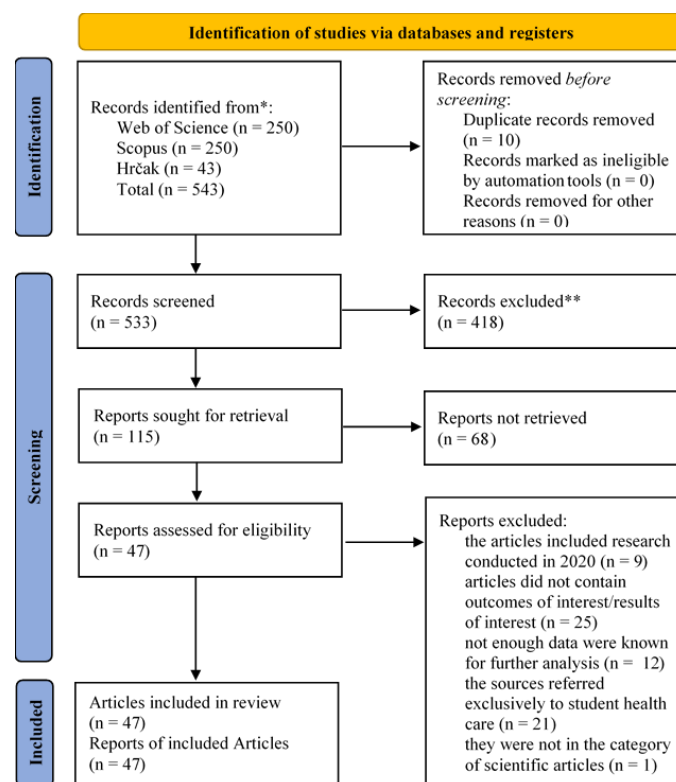 Identification of studies via databases and registers
Identification
Records identified from*:
Web of Science (n = 250)
Scopus (n = 250)
Hrčak (n = 43)
Total (n = 543)
Records removed before
screening:
Duplicate records removed
(n = 10)
Records marked as ineligible
by automation tools (n = 0)
Records removed for other
reasons (n = 0)
Screening
Records screened
(n = 533)
Records excluded**
(n = 418)
Reports sought for retrieval
(n = 115)
Reports not retrieved
(n = 68)
Reports assessed for eligibility
(n = 47)
Reports excluded:
the articles included research
conducted in 2020 (n = 9)
articles did not contain
outcomes of interest/results
of interest (n = 25)
not enough data were known
for further analysis (n = 12)
the sources referred
exclusively to student health
care (n = 21)
they were not in the category
of scientific articles (n = 1)
Included
Articles included in review
(n = 47)
Reports of included Articles
(n = 47)